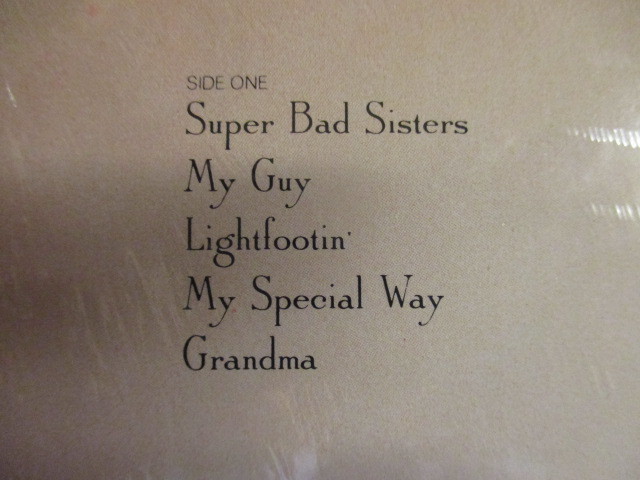 SIDE ONE
Super Bad Sisters
My Guy
Lightfootin'
My Special Way
Grandma